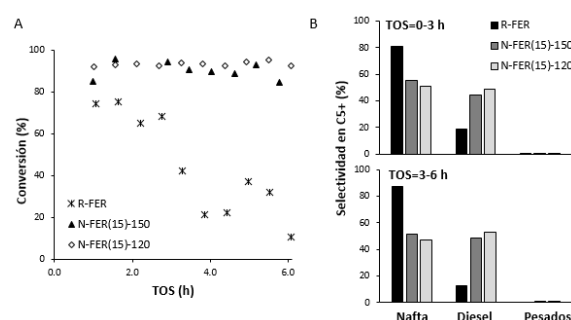 A
100
80
60
40
20
0
Conversión (%)
R-FER
N-FER(15)-150
N-FER(15)-120
0.0
2.0
4.0
6.0
TOS (h)
B
TOS=0-3 h
R-FER
N-FER(15)-150
N-FER(15)-120
100
80
60
40
20
0
Selectividad en C5+ (%)
TOS=3-6 h
100
80
60
40
20
0
Nafta Diesel Pesados